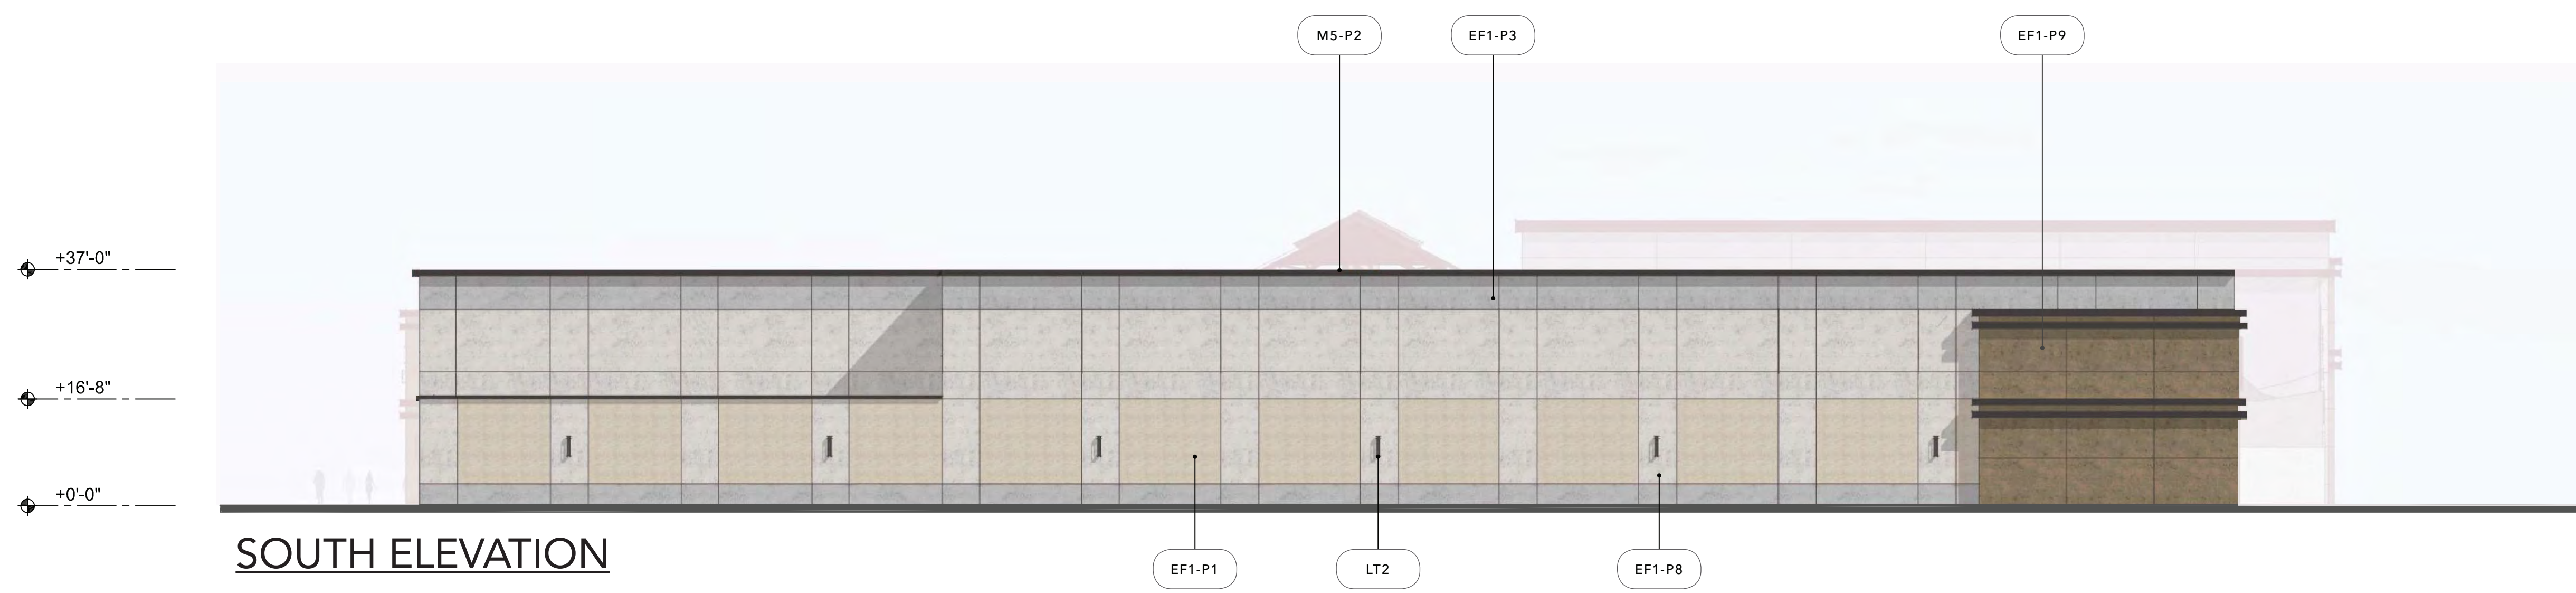 M5-P2
EF1-P3
EF1-P9
+37'-0"
+16'-8"
+0'-0"
SOUTH ELEVATION
EF1-P1
LT2
EF1-P8